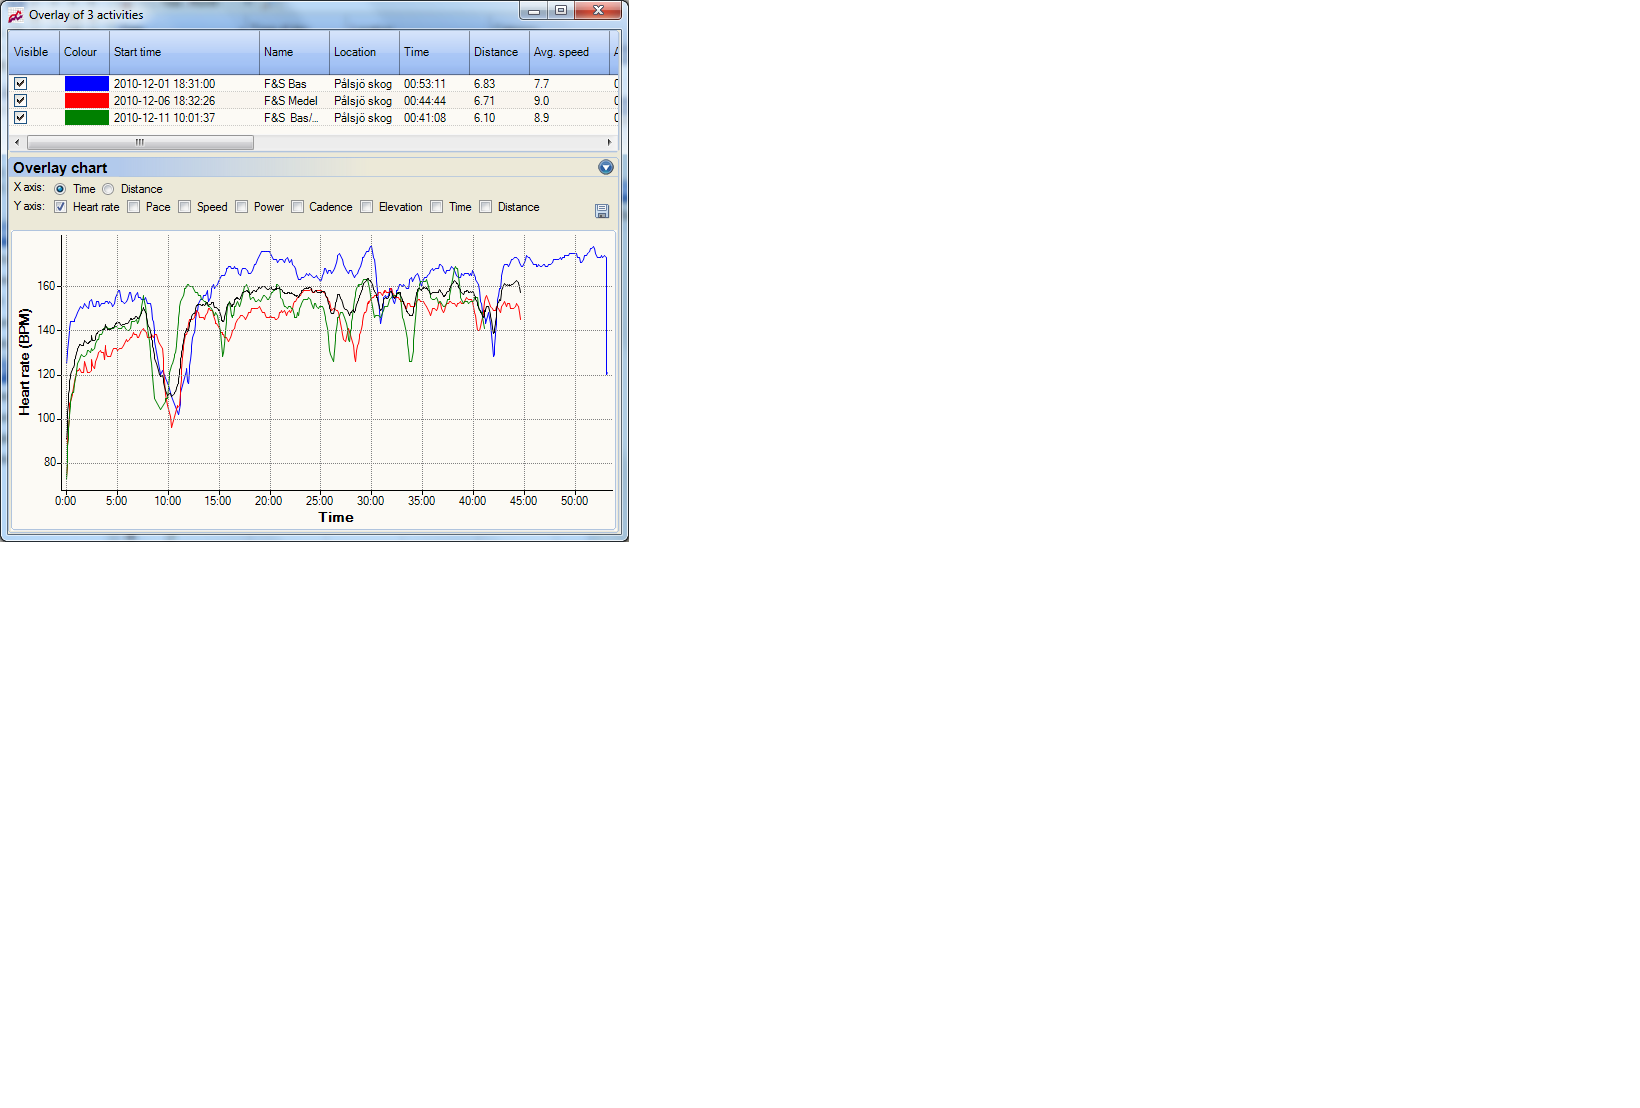 Overlay of 3 activities
Visible Colour Start time Name Location Time Distance Avg. speed
2010-12-01 18:31:00 F&S Bas Pålsjö skog 00:53:11 6.83 7.7
2010-12-06 18:32:26 F&S Medel Pålsjö skog 00:44:44 6.71 9.0
2010-12-11 10:01:37 F&S Bas/... Pålsjö skog 00:41:08 6.10 8.9
Overlay chart
X axis: Time Distance
Y axis: Heart rate Pace Speed Power Cadence Elevation Time Distance
Heart rate (BPM)
160
140
120
100
80
0:00 5:00 10:00 15:00 20:00 25:00 30:00 35:00 40:00 45:00 50:00
Time